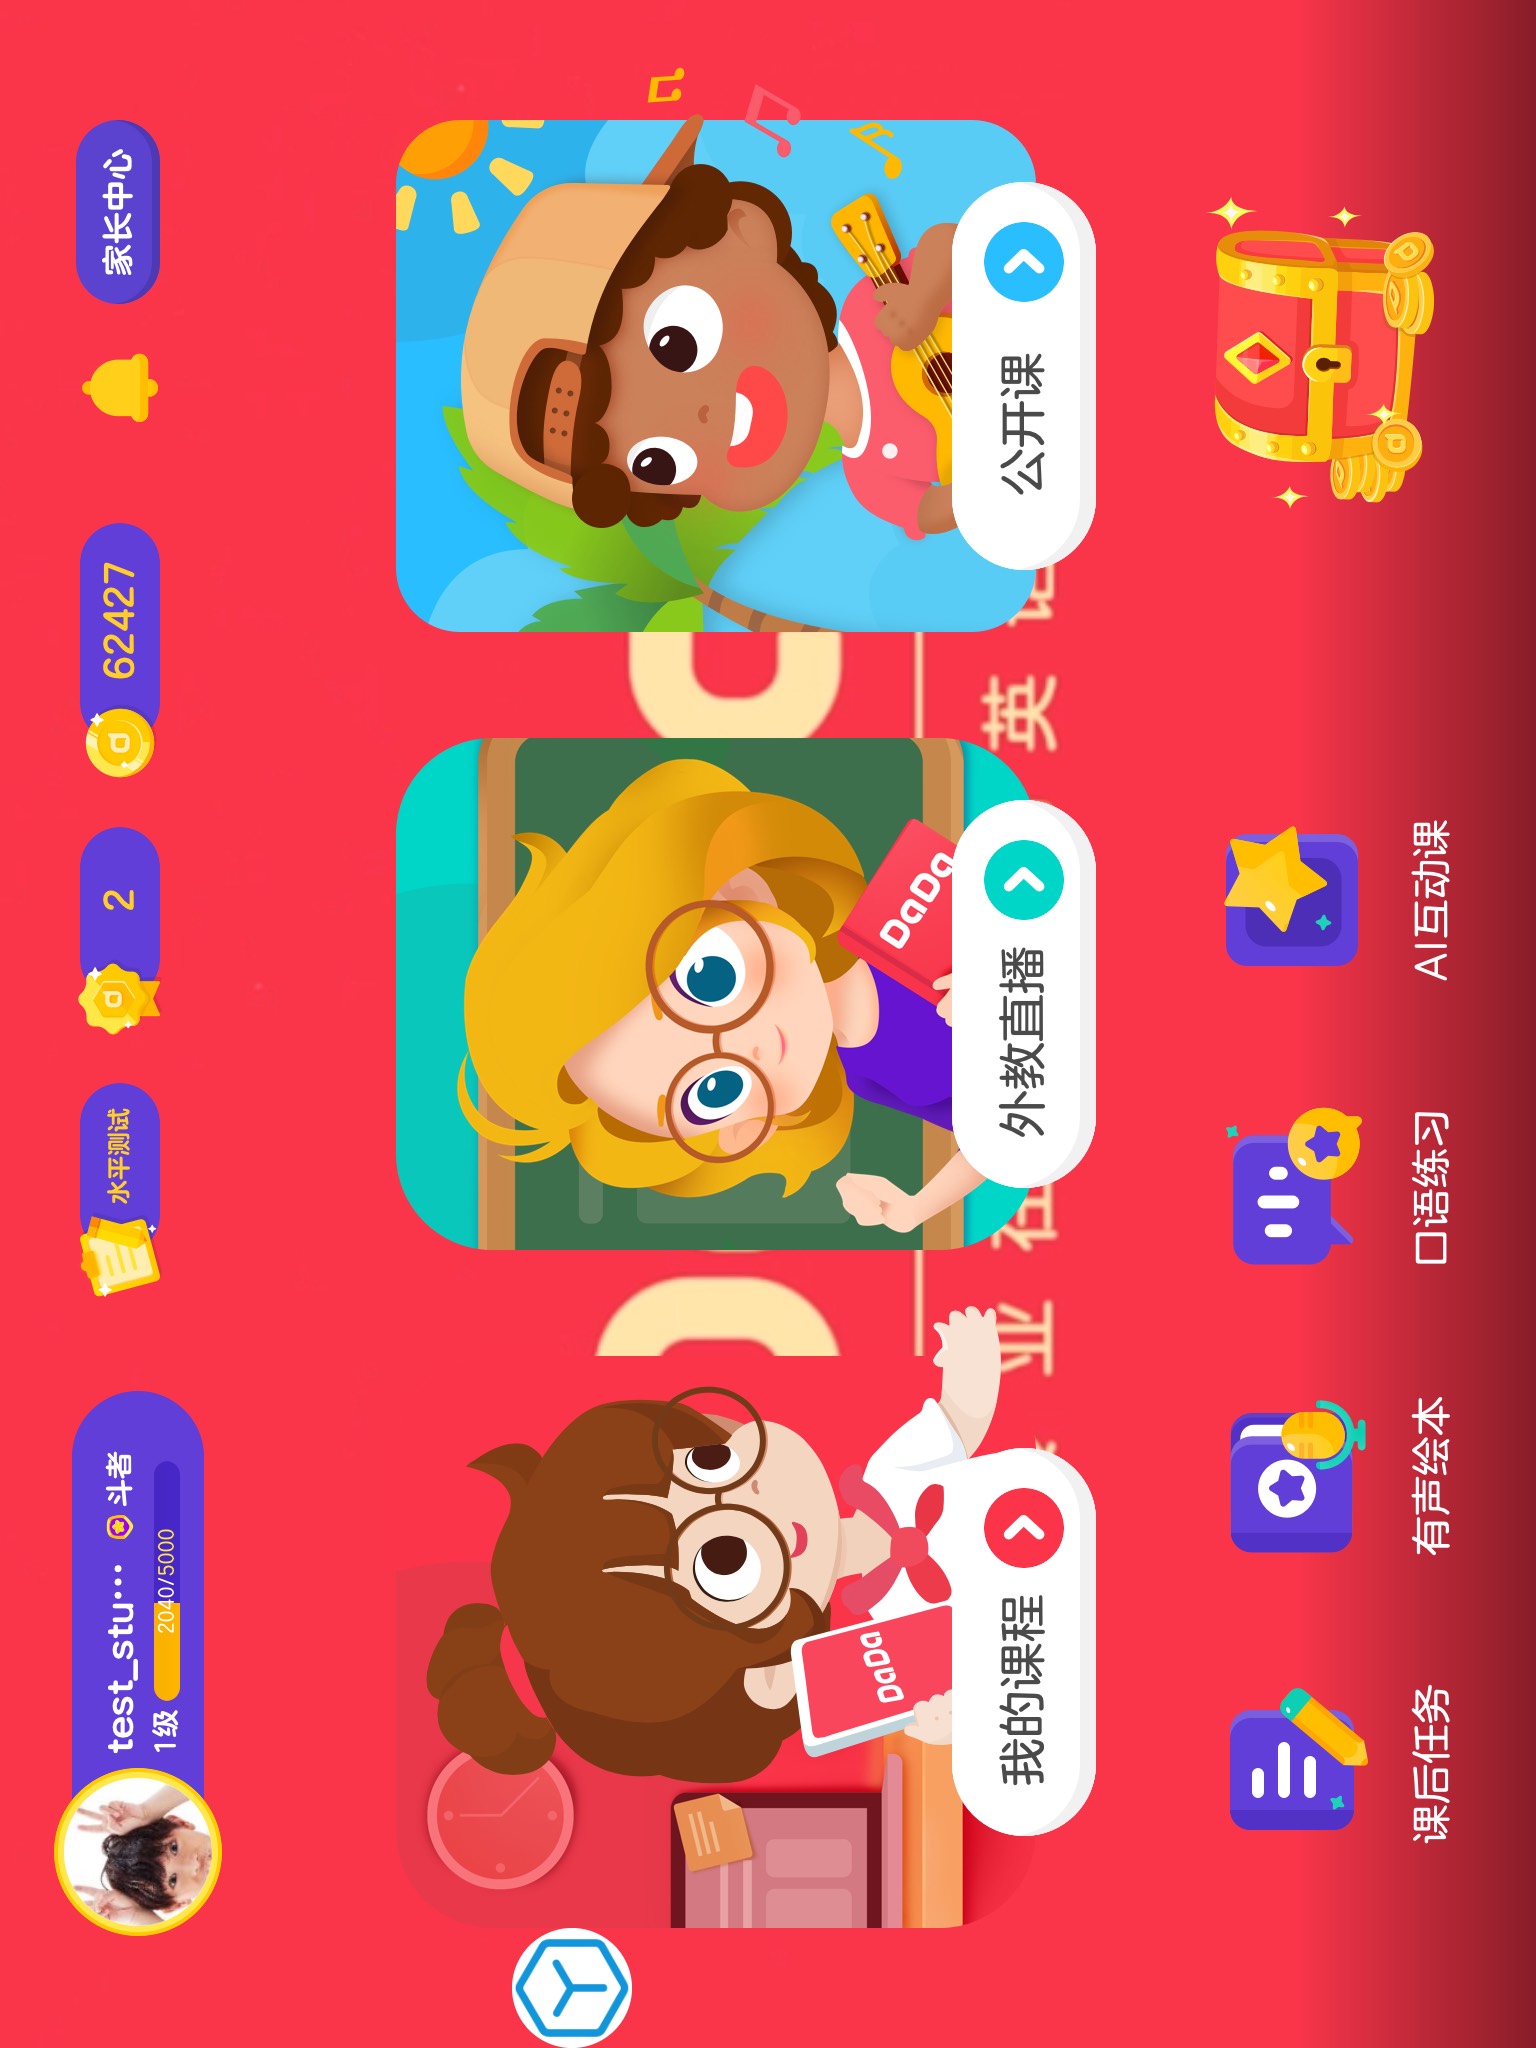 test_stu… 斗者
1级 2040/5000
水平测试
2
62427
家长中心
DaDa
DaDa
业 在 英 语
我的课程
外教直播
公开课
课后任务
有声绘本
口语练习
AI互动课